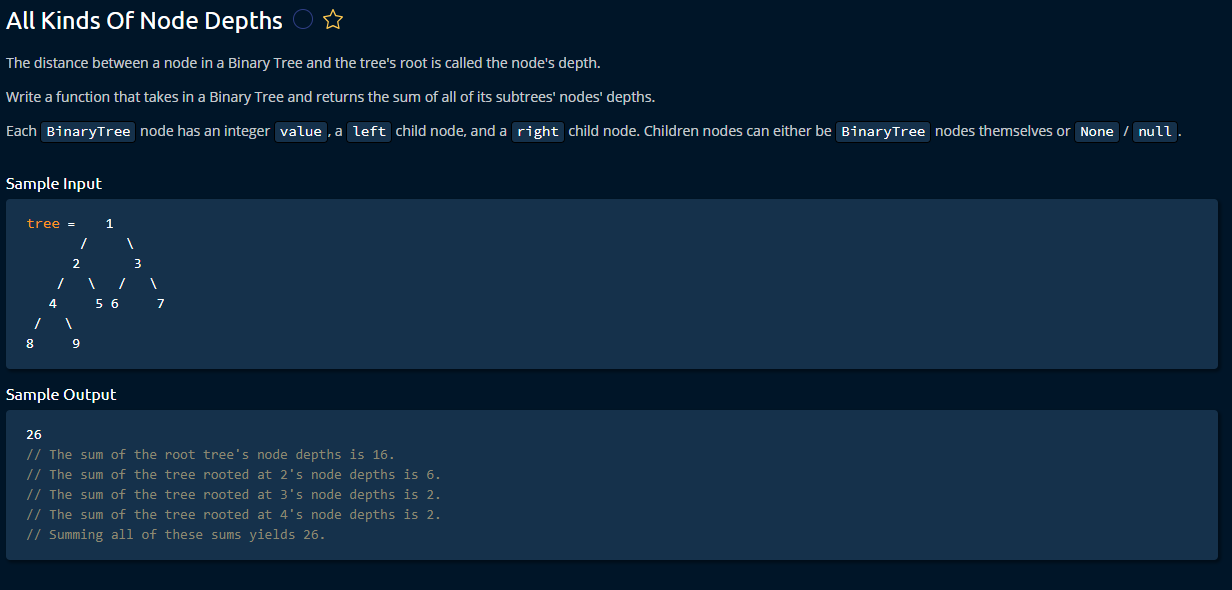 All Kinds Of Node Depths
The distance between a node in a Binary Tree and the tree's root is called the node's depth.
Write a function that takes in a Binary Tree and returns the sum of all of its subtrees' nodes' depths.
Each BinaryTree node has an integer value, a left child node, and a right child node. Children nodes can either be BinaryTree nodes themselves or None / null.
Sample Input
tree =    1
       /     \
      2       3
    /   \   /   \
   4     5 6     7
 /   \
8     9
Sample Output
26
// The sum of the root tree's node depths is 16.
// The sum of the tree rooted at 2's node depths is 6.
// The sum of the tree rooted at 3's node depths is 2.
// The sum of the tree rooted at 4's node depths is 2.
// Summing all of these sums yields 26.